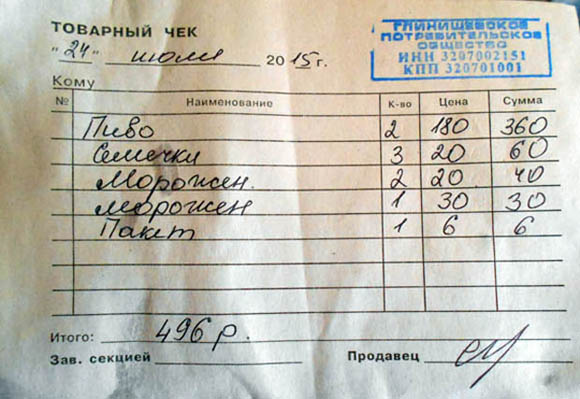 ТОВАРНЫЙ ЧЕК
"24" июля 2015 г.
ГЛИНИЩЕВСКОЕ
ПОТРЕБИТЕЛЬСКОЕ
ОБЩЕСТВО
ИНН 3207002151
КПП 320701001
Кому
№ Наименование К-во Цена Сумма
Пиво 2 180 360
Семечки 3 20 60
Морожен. 2 20 40
Морожен 1 30 30
Пакет 1 6 6
Итого: 496 р.
Зав. секцией Продавец